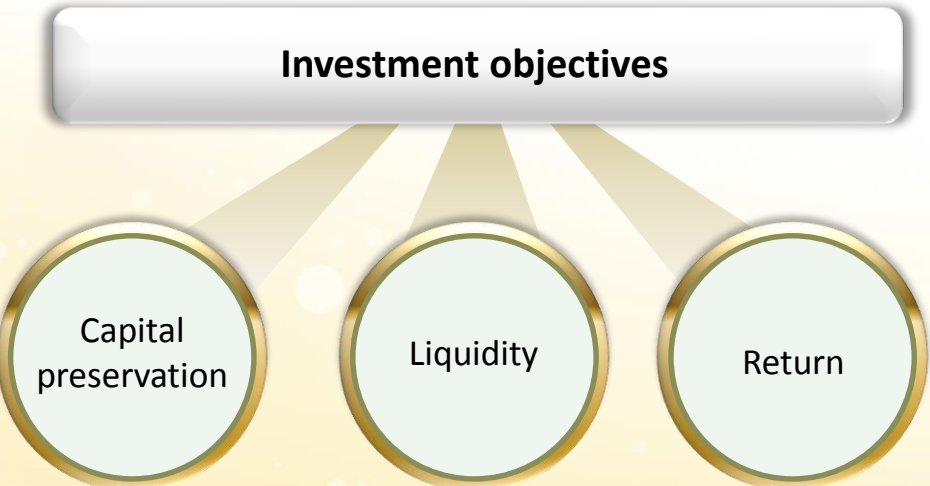 Investment objectives
Capital
preservation
Liquidity
Return